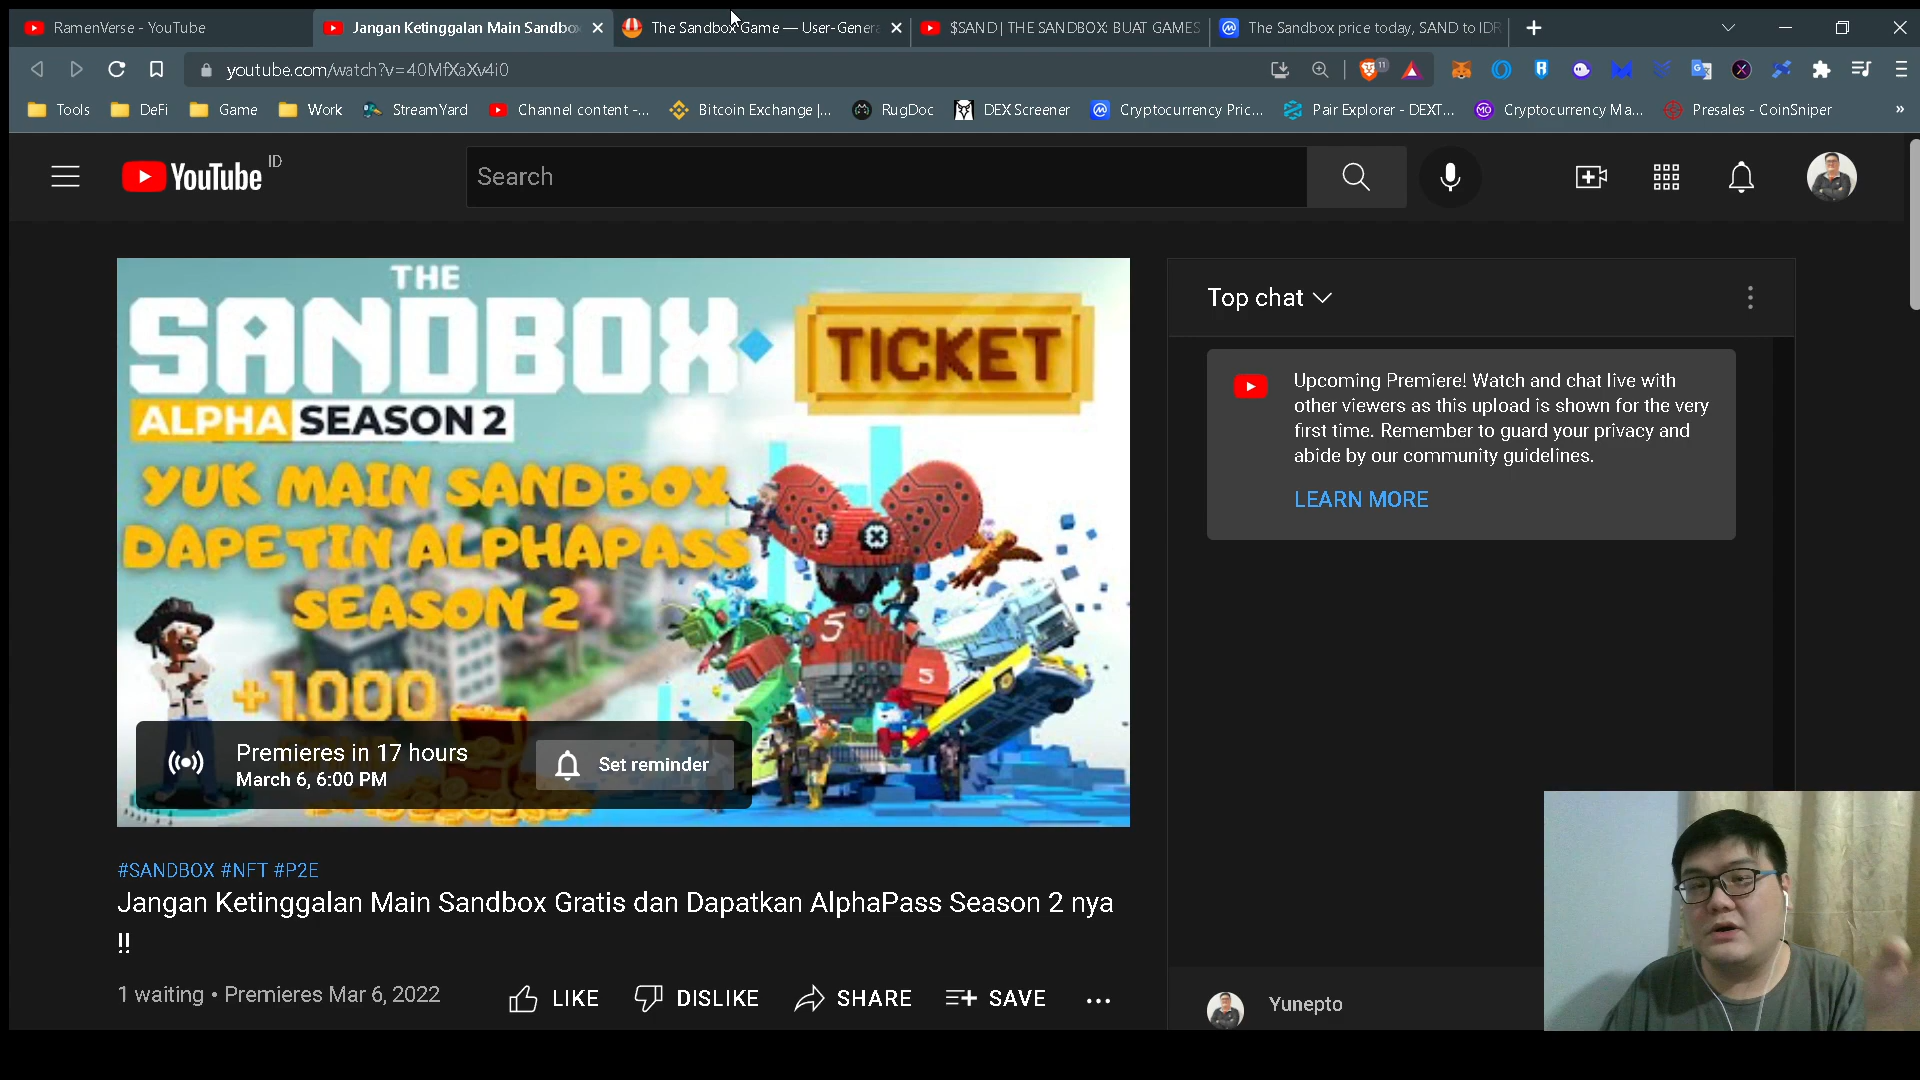 RamenVerse - YouTube
Jangan Ketinggalan Main Sandbo
The Sandbox Game — User-Genera
$SAND | THE SANDBOX: BUAT GAMES
The Sandbox price today, SAND to IDR
youtube.com/watch?v=40MfXaXv4i0
11
Tools
DeFi
Game
Work
StreamYard
Channel content -...
Bitcoin Exchange |...
RugDoc
DEX Screener
Cryptocurrency Pric...
Pair Explorer - DEXT...
Cryptocurrency Ma...
Presales - CoinSniper
»
YouTube ID
Search
THE
SANDBOX
TICKET
ALPHA SEASON 2
YUK MAIN SANDBOX
DAPETIN ALPHAPASS
SEASON 2
+1.000
5
5
Premieres in 17 hours
March 6, 6:00 PM
Set reminder
Top chat
Upcoming Premiere! Watch and chat live with
other viewers as this upload is shown for the very
first time. Remember to guard your privacy and
abide by our community guidelines.
LEARN MORE
#SANDBOX #NFT #P2E
Jangan Ketinggalan Main Sandbox Gratis dan Dapatkan AlphaPass Season 2 nya
!!
1 waiting • Premieres Mar 6, 2022
LIKE
DISLIKE
SHARE
SAVE
Yunepto